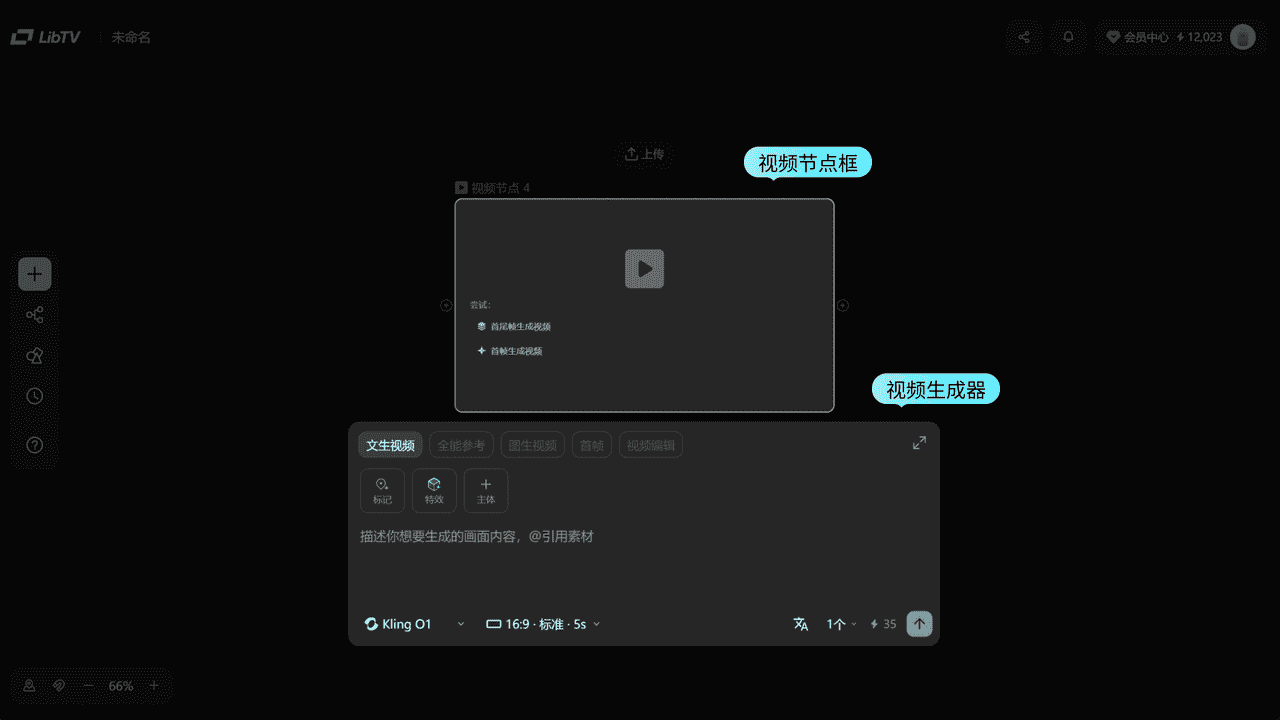 LibTV
未命名
会员中心
12,023
上传
视频节点框
视频节点 4
尝试：
首尾帧生成视频
首帧生成视频
视频生成器
文生视频
全能参考
图生视频
首帧
视频编辑
标记
特效
主体
描述你想要生成的画面内容，@引用素材
Kling O1
16:9 · 标准 · 5s
1个
35
66%